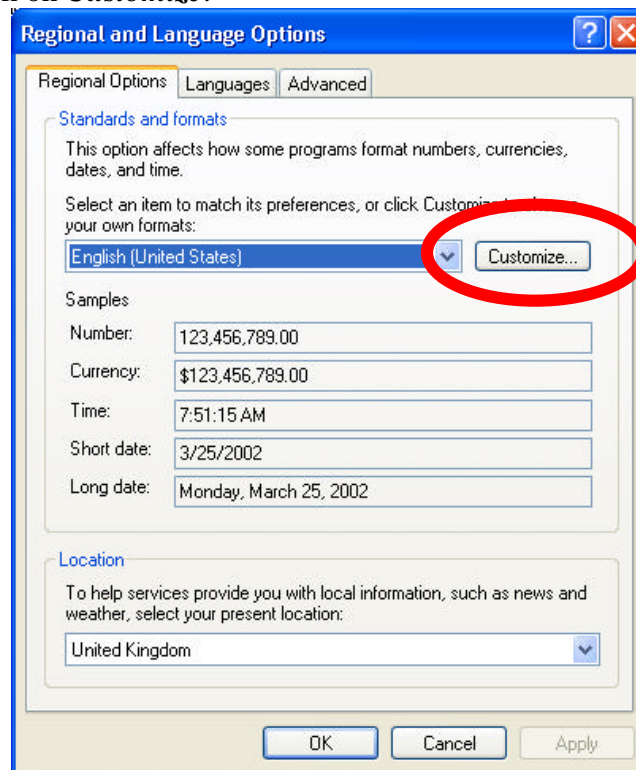 Regional and Language Options
Regional Options Languages Advanced
Standards and formats
This option affects how some programs format numbers, currencies,
dates, and time.
Select an item to match its preferences, or click
your own formats:
English (United States) Customize...
Samples
Number: 123,456,789.00
Currency: $123,456,789.00
Time: 7:51:15 AM
Short date: 3/25/2002
Long date: Monday, March 25, 2002
Location
To help services provide you with local information, such as news and
weather, select your present location:
United Kingdom
OK Cancel Apply